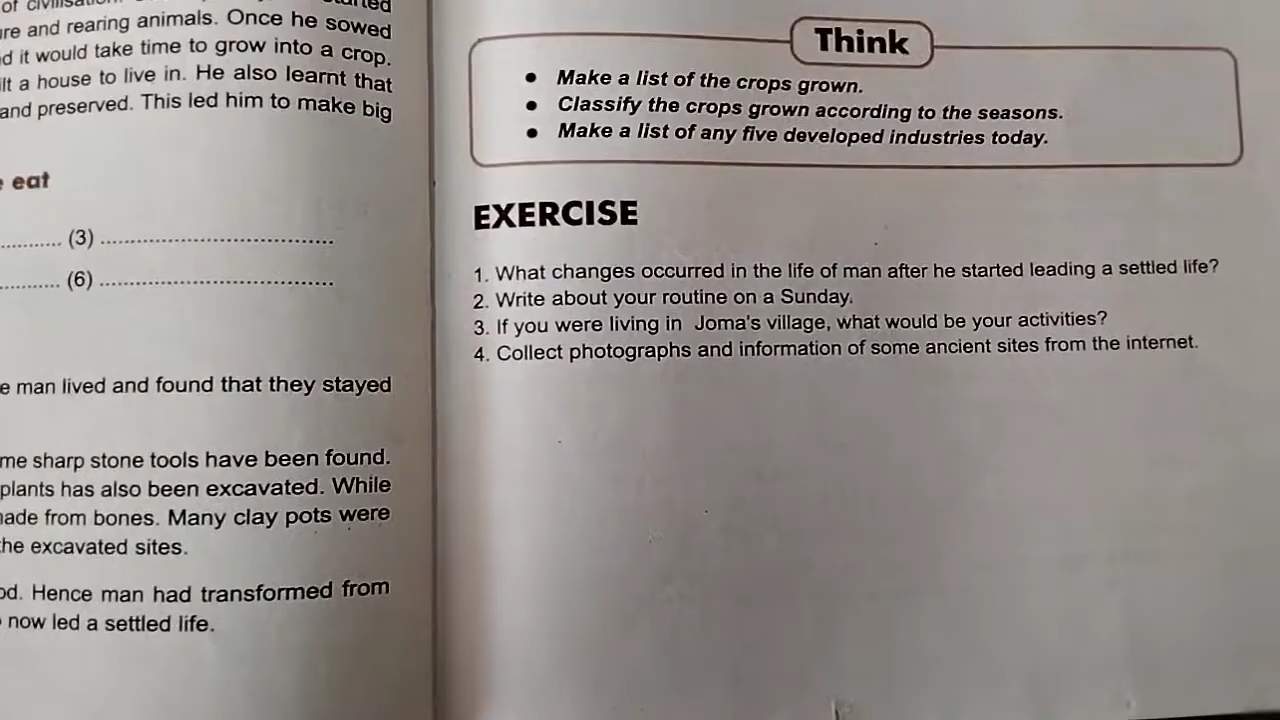 of civilisation.
and rearing animals. Once he sowed
it would take time to grow into a crop.
a house to live in. He also learnt that
and preserved. This led him to make big
eat
............ (3) ...................................
........... (6) ...................................
man lived and found that they stayed
sharp stone tools have been found.
plants has also been excavated. While
from bones. Many clay pots were
the excavated sites.
Hence man had transformed from
now led a settled life.
Think
• Make a list of the crops grown.
• Classify the crops grown according to the seasons.
• Make a list of any five developed industries today.
EXERCISE
1. What changes occurred in the life of man after he started leading a settled life?
2. Write about your routine on a Sunday.
3. If you were living in Joma's village, what would be your activities?
4. Collect photographs and information of some ancient sites from the internet.